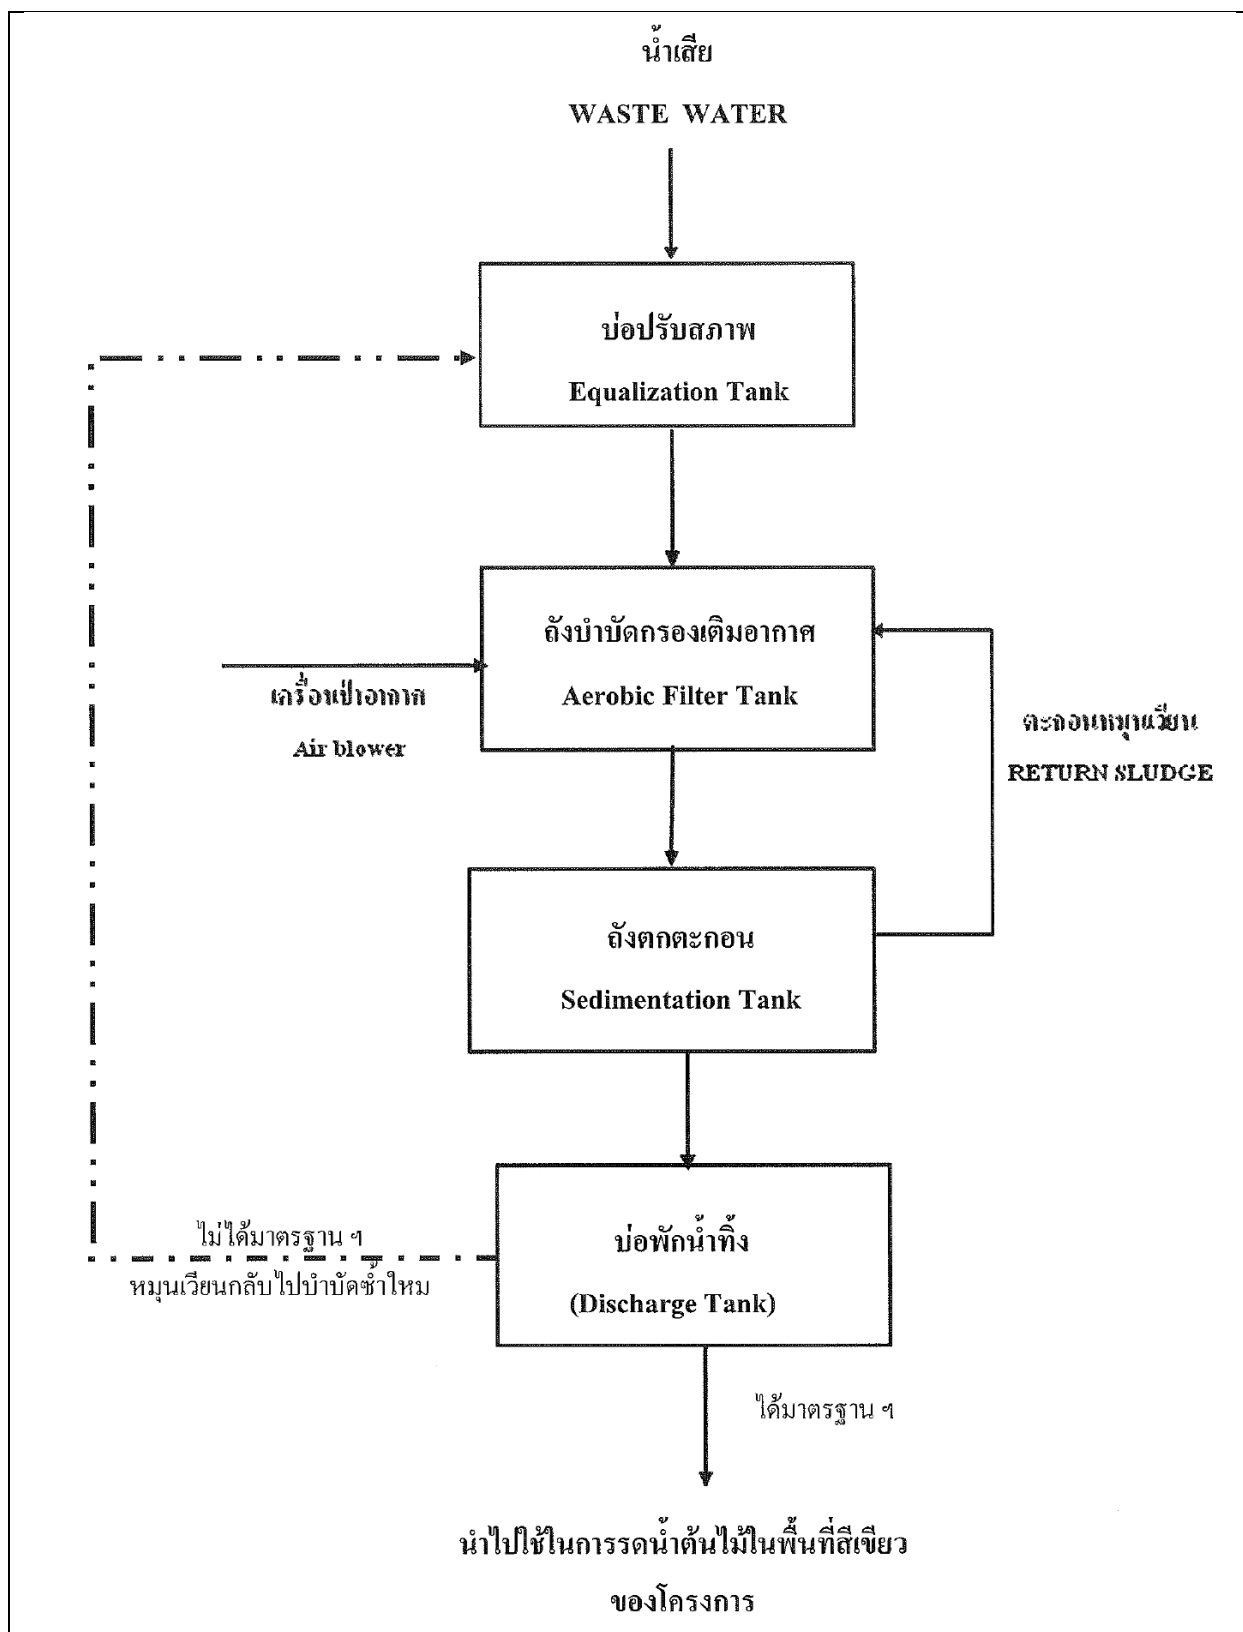 น้ำเสีย
WASTE WATER
บ่อปรับสภาพ
Equalization Tank
ถังบำบัดกรองเติมอากาศ
Aerobic Filter Tank
เครื่อนเป่าอากาศ
Air blower
ตะกอนหมุนเวียน
RETURN SLUDGE
ถังตกตะกอน
Sedimentation Tank
บ่อพักน้ำทิ้ง
(Discharge Tank)
ไม่ได้มาตรฐาน ฯ
หมุนเวียนกลับไปบำบัดซ้ำใหม
ได้มาตรฐาน ฯ
นำไปใช้ในการรดน้ำต้นไม้ในพื้นที่สีเขียว
ของโครงการ